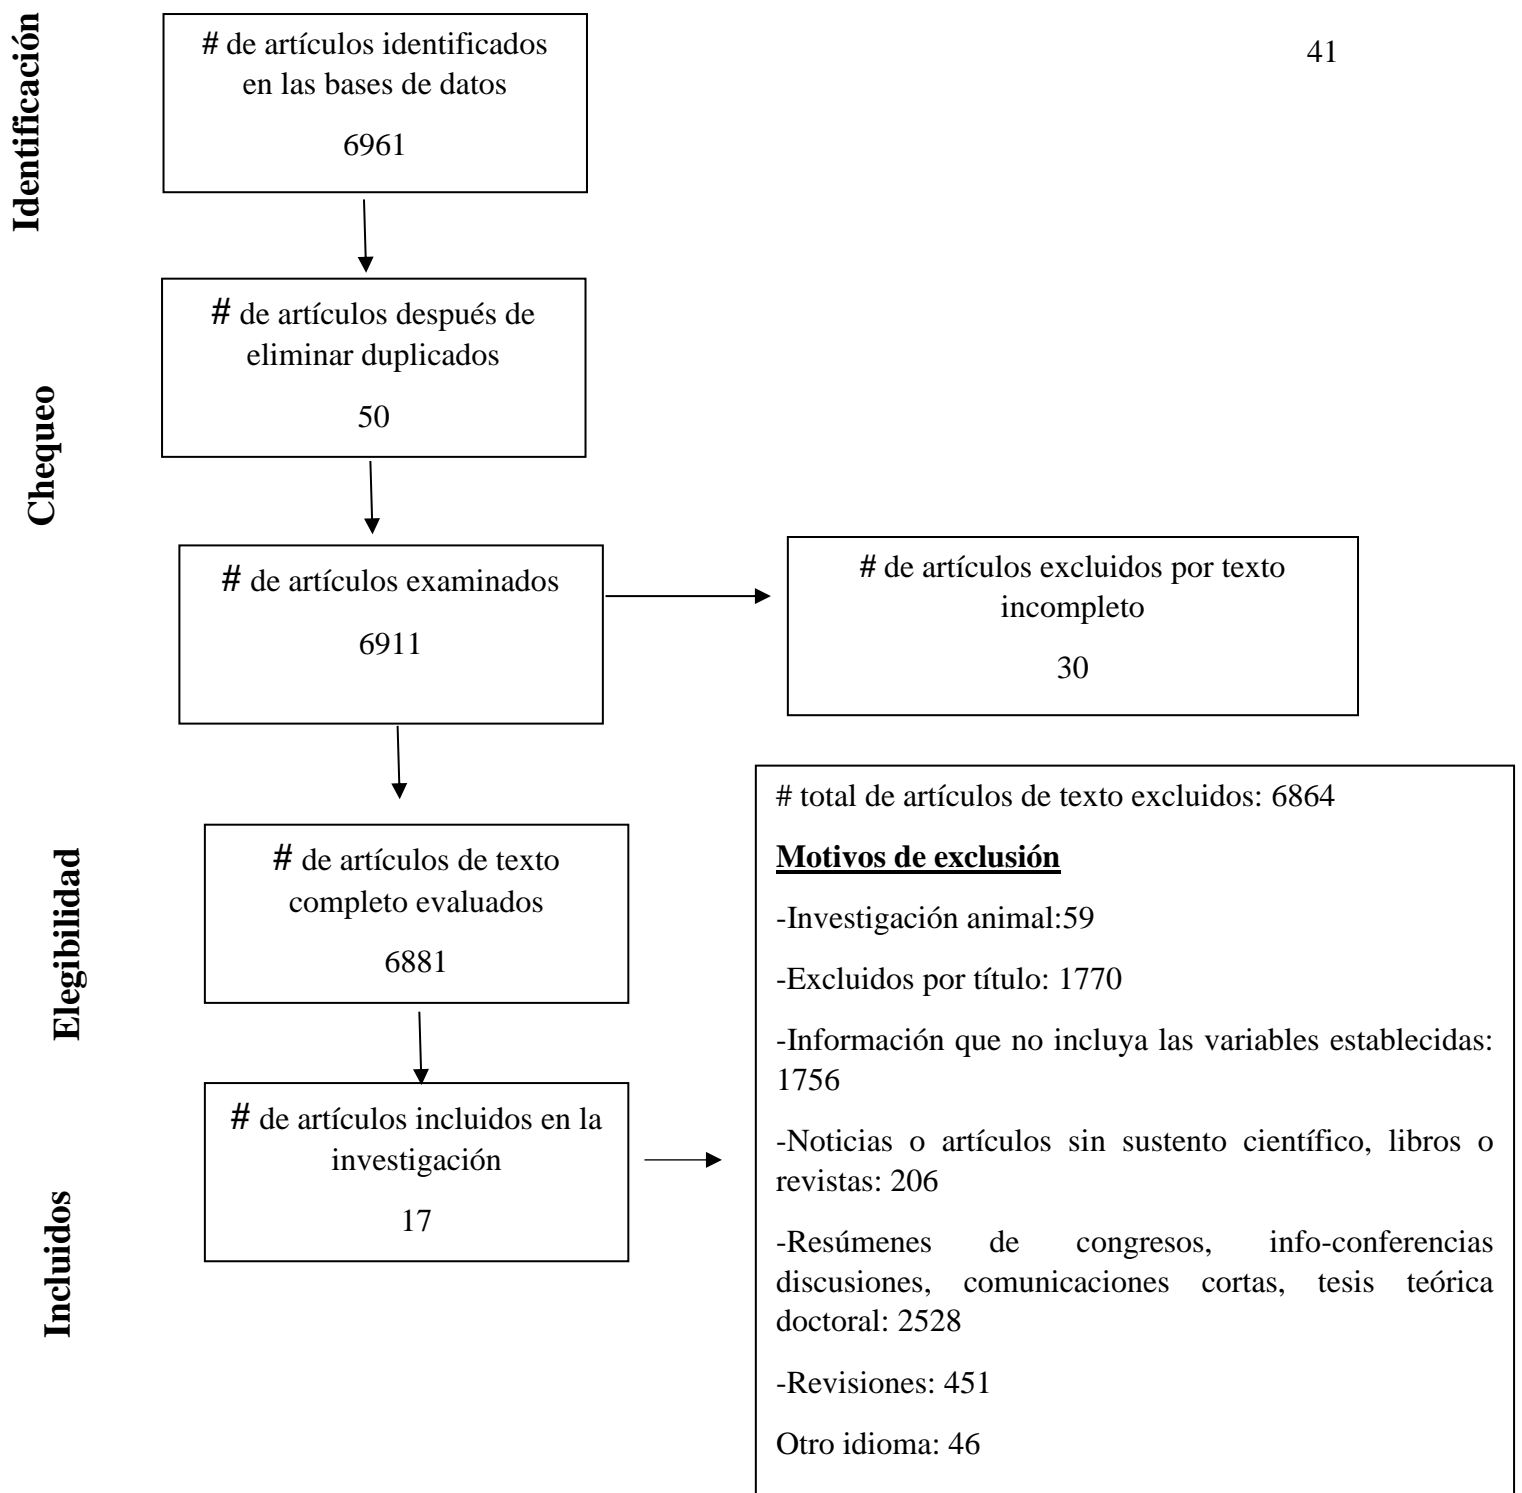 41
Identificación
# de artículos identificados
en las bases de datos
6961
# de artículos después de
eliminar duplicados
50
Chequeo
# de artículos examinados
6911
# de artículos excluidos por texto
incompleto
30
Elegibilidad
# de artículos de texto
completo evaluados
6881
Incluidos
# de artículos incluidos en la
investigación
17
# total de artículos de texto excluidos: 6864
Motivos de exclusión
-Investigación animal:59
-Excluidos por título: 1770
-Información que no incluya las variables establecidas:
1756
-Noticias o artículos sin sustento científico, libros o
revistas: 206
-Resúmenes de congresos, info-conferencias
discusiones, comunicaciones cortas, tesis teórica
doctoral: 2528
-Revisiones: 451
Otro idioma: 46